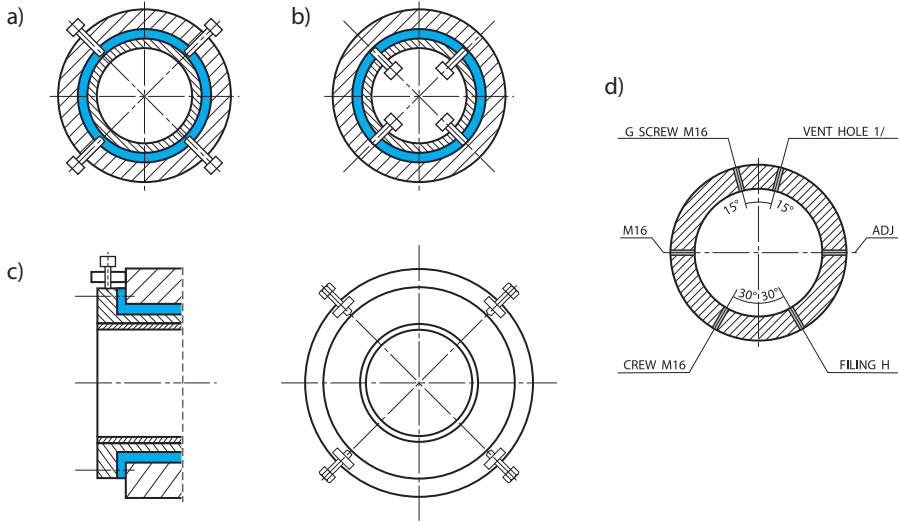 a)
b)
d)
G SCREW M16
VENT HOLE 1/
15°
15°
M16
ADJ
c)
30°
30°
CREW M16
FILING H